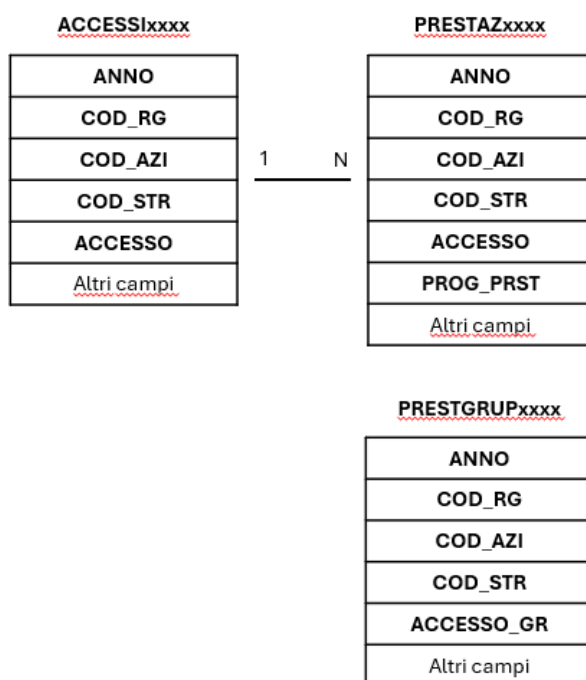 ACCESSIxxxx
ANNO
COD_RG
COD_AZI
COD_STR
ACCESSO
Altri campi
1 N
PRESTAZxxxx
ANNO
COD_RG
COD_AZI
COD_STR
ACCESSO
PROG_PRST
Altri campi
PRESTGRUPxxxx
ANNO
COD_RG
COD_AZI
COD_STR
ACCESSO_GR
Altri campi